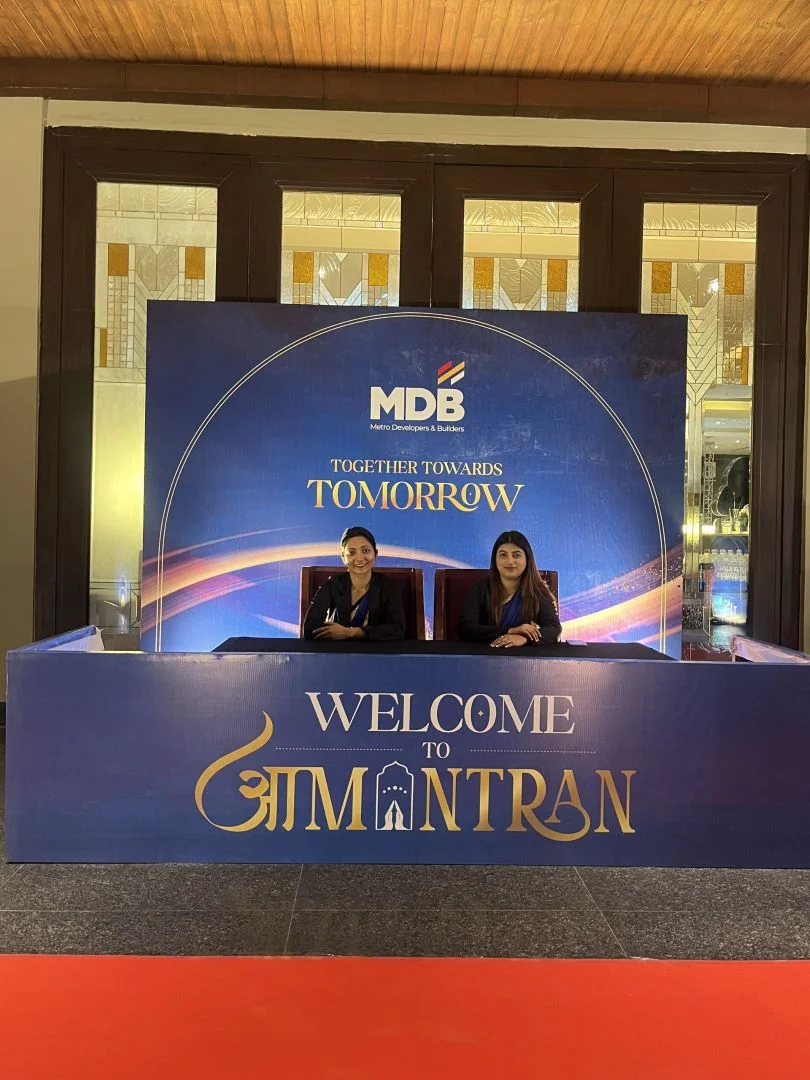 MDB
Metro Developers & Builders
TOGETHER TOWARDS
TOMORROW
WELCOME
TO
आMANTRAN